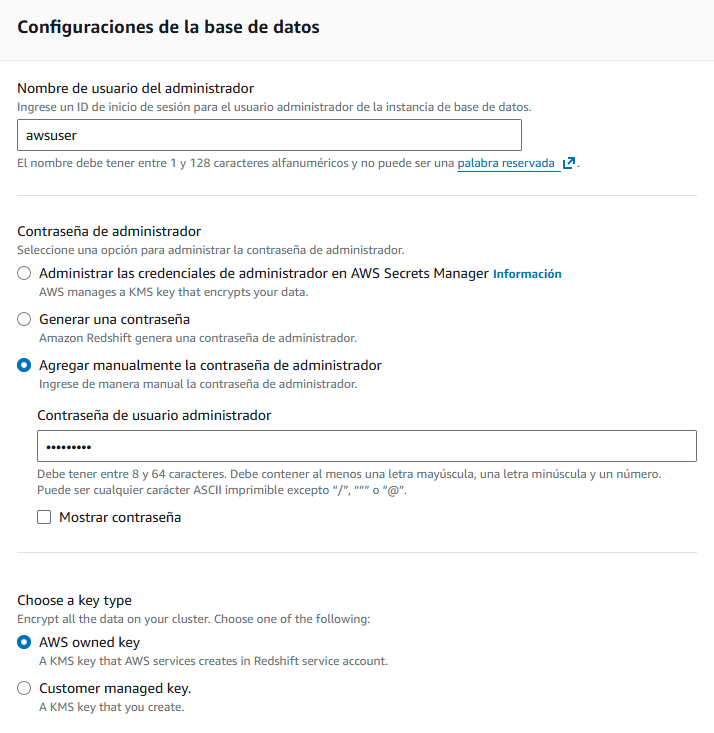 Configuraciones de la base de datos
Nombre de usuario del administrador
Ingrese un ID de inicio de sesión para el usuario administrador de la instancia de base de datos.
awsuser
El nombre debe tener entre 1 y 128 caracteres alfanuméricos y no puede ser una palabra reservada.
Contraseña de administrador
Seleccione una opción para administrar la contraseña de administrador.
Administrar las credenciales de administrador en AWS Secrets Manager Información
AWS manages a KMS key that encrypts your data.
Generar una contraseña
Amazon Redshift genera una contraseña de administrador.
Agregar manualmente la contraseña de administrador
Ingrese de manera manual la contraseña de administrador.
Contraseña de usuario administrador
•••••••••
Debe tener entre 8 y 64 caracteres. Debe contener al menos una letra mayúscula, una letra minúscula y un número.
Puede ser cualquier carácter ASCII imprimible excepto “/”, “"” o “@”.
Mostrar contraseña
Choose a key type
Encrypt all the data on your cluster. Choose one of the following:
AWS owned key
A KMS key that AWS services creates in Redshift service account.
Customer managed key.
A KMS key that you create.